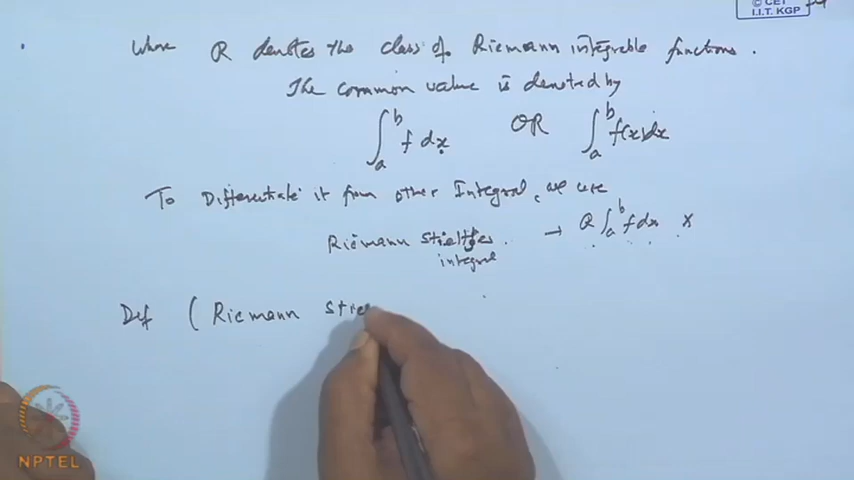 © CET
I.I.T. KGP
Where R denotes the class of Riemann integrable functions.
The common value is denoted by
∫_a^b f dx OR ∫_a^b f(x)dx
To Differentiate it from other Integral, we use
Riemann Stieltjes → R ∫_a^b f dx x
integral
Def ( Riemann Stie
NPTEL